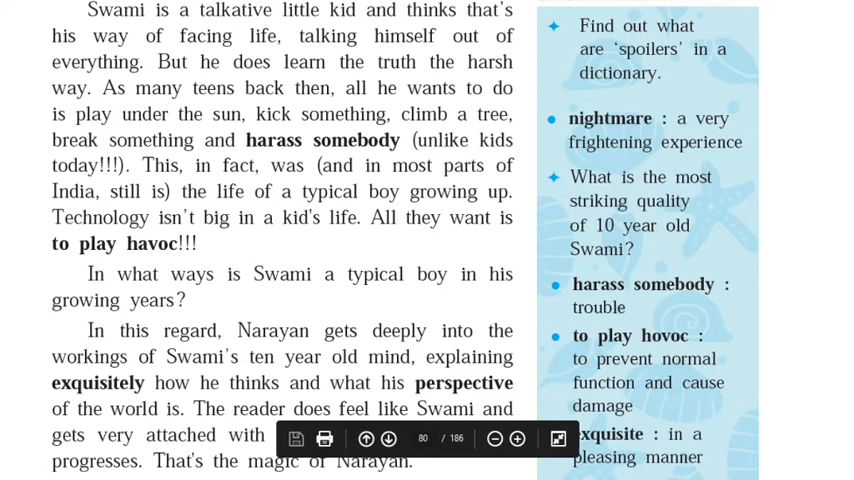 Swami is a talkative little kid and thinks that's
his way of facing life, talking himself out of
everything. But he does learn the truth the harsh
way. As many teens back then, all he wants to do
is play under the sun, kick something, climb a tree,
break something and harass somebody (unlike kids
today!!!). This, in fact, was (and in most parts of
India, still is) the life of a typical boy growing up.
Technology isn't big in a kid's life. All they want is
to play havoc!!!
In what ways is Swami a typical boy in his
growing years?
In this regard, Narayan gets deeply into the
workings of Swami's ten year old mind, explaining
exquisitely how he thinks and what his perspective
of the world is. The reader does feel like Swami and
gets very attached with
progresses. That's the magic of Narayan.
Find out what
are 'spoilers' in a
dictionary.
nightmare : a very
frightening experience
What is the most
striking quality
of 10 year old
Swami?
harass somebody :
trouble
to play hovoc :
to prevent normal
function and cause
damage
exquisite : in a
pleasing manner
80 / 186